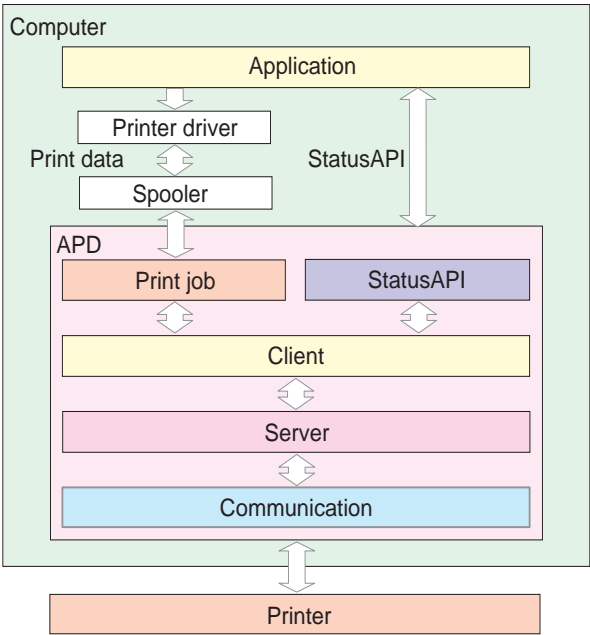 Computer
Application
Printer driver
Print data
StatusAPI
Spooler
APD
Print job
StatusAPI
Client
Server
Communication
Printer